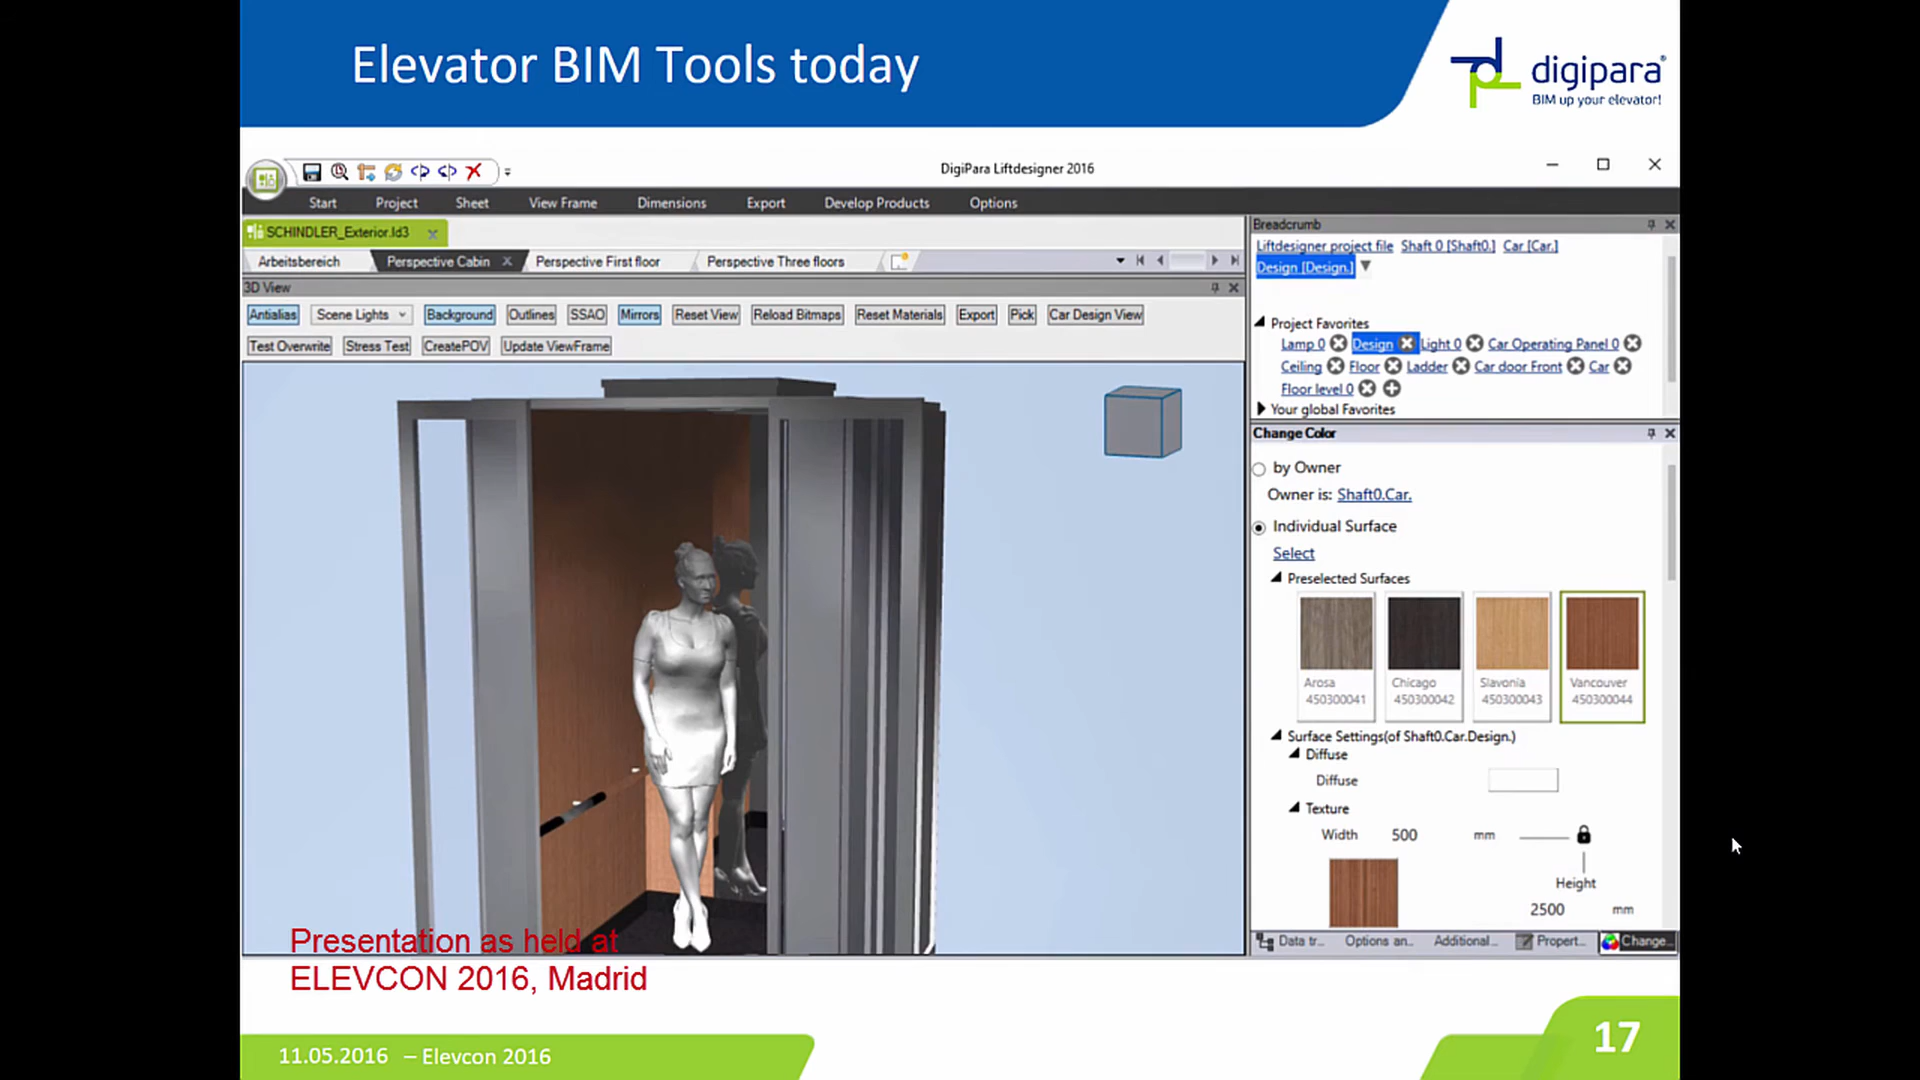 Elevator BIM Tools today
digipara
BIM up your elevator!
DigiPara Liftdesigner 2016
Start Project Sheet View Frame Dimensions Export Develop Products Options
SCHINDLER_Exterior.ld3
Arbeitsbereich Perspective Cabin Perspective First floor Perspective Three floors
3D View
Antialias Scene Lights Background Outlines SSAO Mirrors Reset View Reload Bitmaps Reset Materials Export Pick Car Design View
Test Overwrite Stress Test CreatePOV Update ViewFrame
Breadcrumb
Liftdesigner project file Shaft 0 [Shaft0.] Car [Car.]
Design [Design.]
Project Favorites
Lamp 0 Design Light 0 Car Operating Panel 0
Ceiling Floor Ladder Car door Front Car
Floor level 0
Your global Favorites
Change Color
by Owner
Owner is: Shaft0.Car.
Individual Surface
Select
Preselected Surfaces
Arosa Chicago Slavonia Vancouver
450300041 450300042 450300043 450300044
Surface Settings(of Shaft0.Car.Design.)
Diffuse
Diffuse
Texture
Width 500 mm
Height
2500 mm
Data tr... Options an... Additional... Propert... Change...
Presentation as held at
ELEVCON 2016, Madrid
11.05.2016 – Elevcon 2016
17